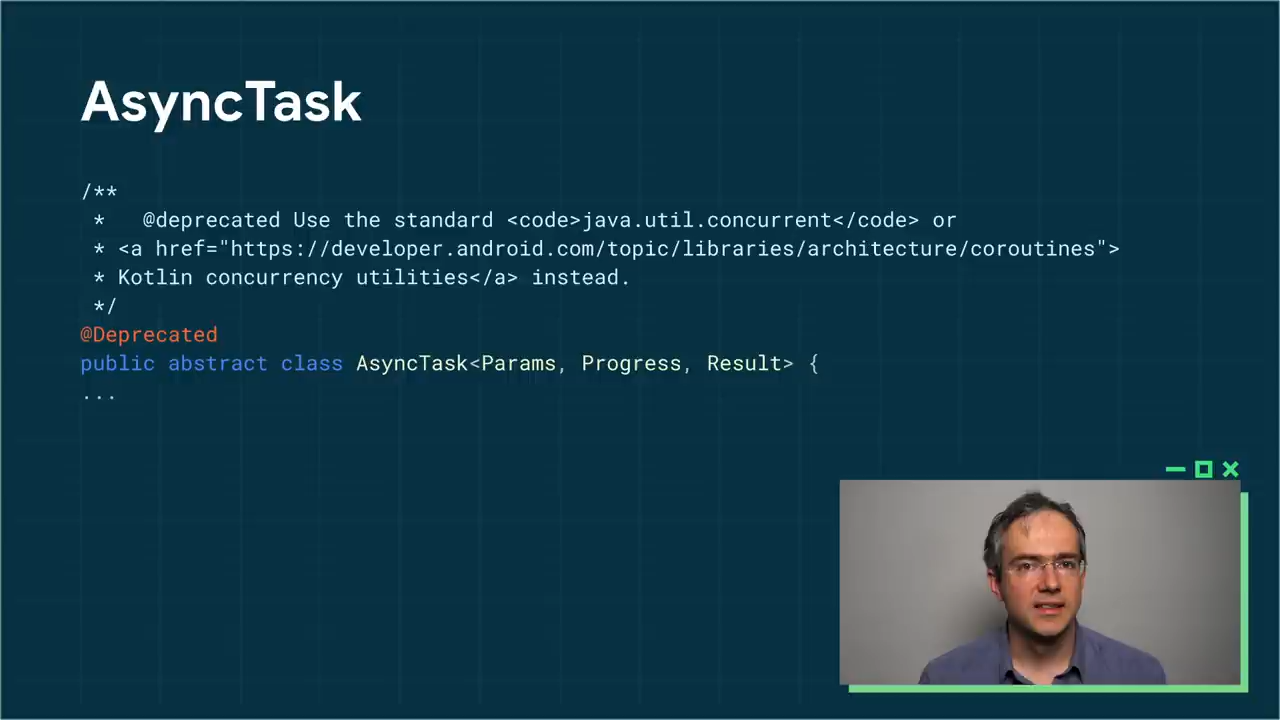 AsyncTask
/**
 *   @deprecated Use the standard <code>java.util.concurrent</code> or
 * <a href="https://developer.android.com/topic/libraries/architecture/coroutines">
 * Kotlin concurrency utilities</a> instead.
 */
@Deprecated
public abstract class AsyncTask<Params, Progress, Result> {
...